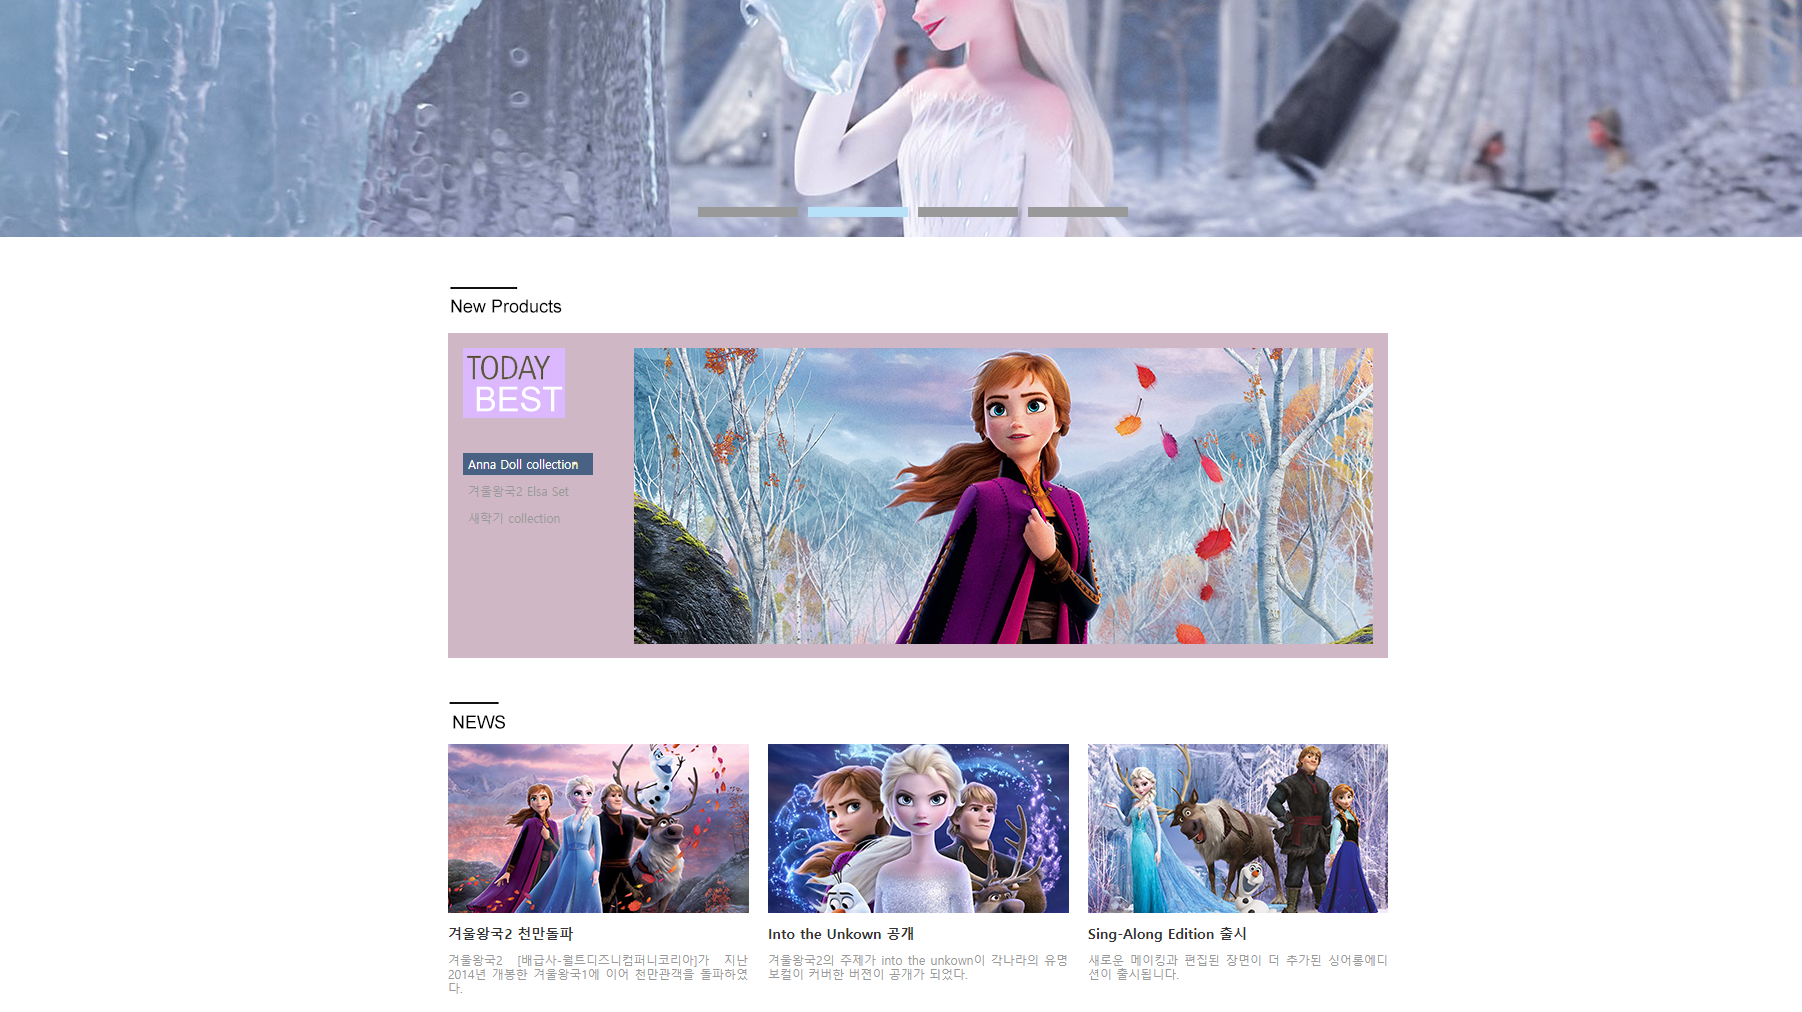 New Products
TODAY
BEST
Anna Doll collection
겨울왕국2 Elsa Set
새학기 collection
NEWS
겨울왕국2 천만돌파
겨울왕국2 [배급사-월트디즈니컴퍼니코리아]가 지난
2014년 개봉한 겨울왕국1에 이어 천만관객을 돌파하였
다.
Into the Unkown 공개
겨울왕국2의 주제가 into the unkown이 각나라의 유명
보컬이 커버한 버젼이 공개가 되었다.
Sing-Along Edition 출시
새로운 메이킹과 편집된 장면이 더 추가된 싱어롱에디
션이 출시됩니다.